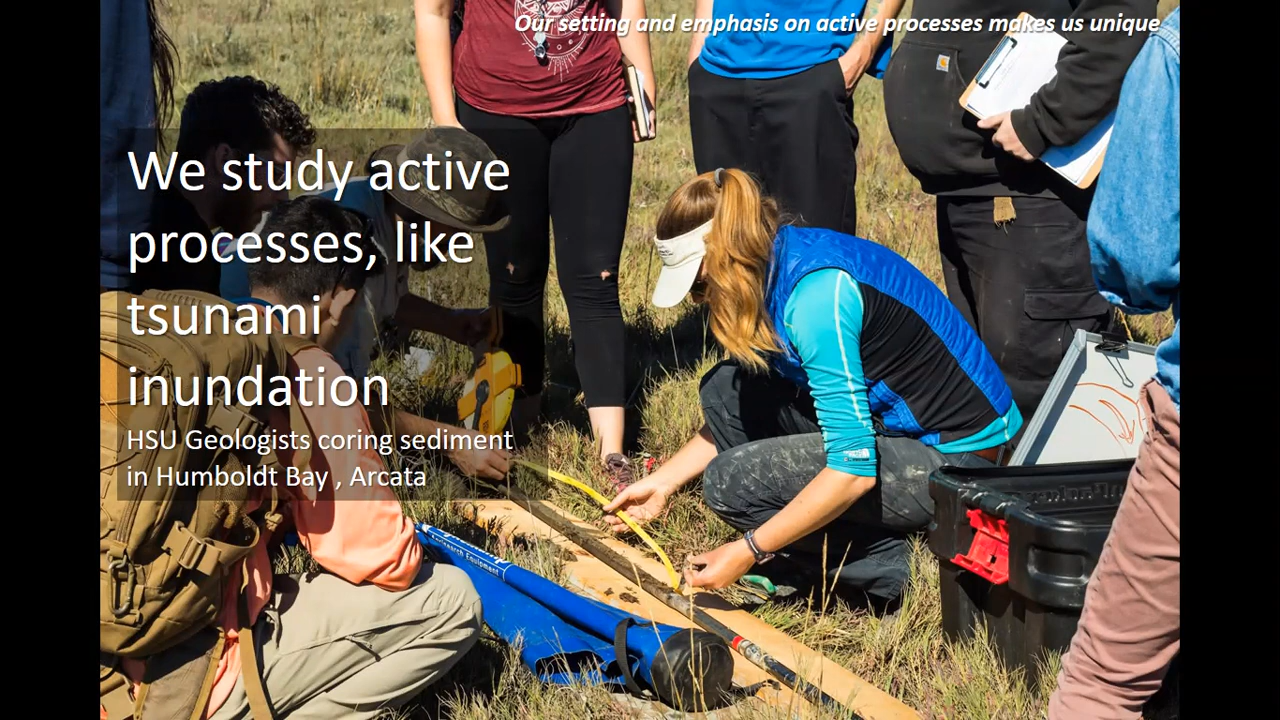 Our setting and emphasis on active processes makes us unique
We study active
processes, like
tsunami
inundation
HSU Geologists coring sediment
in Humboldt Bay , Arcata
Equipment